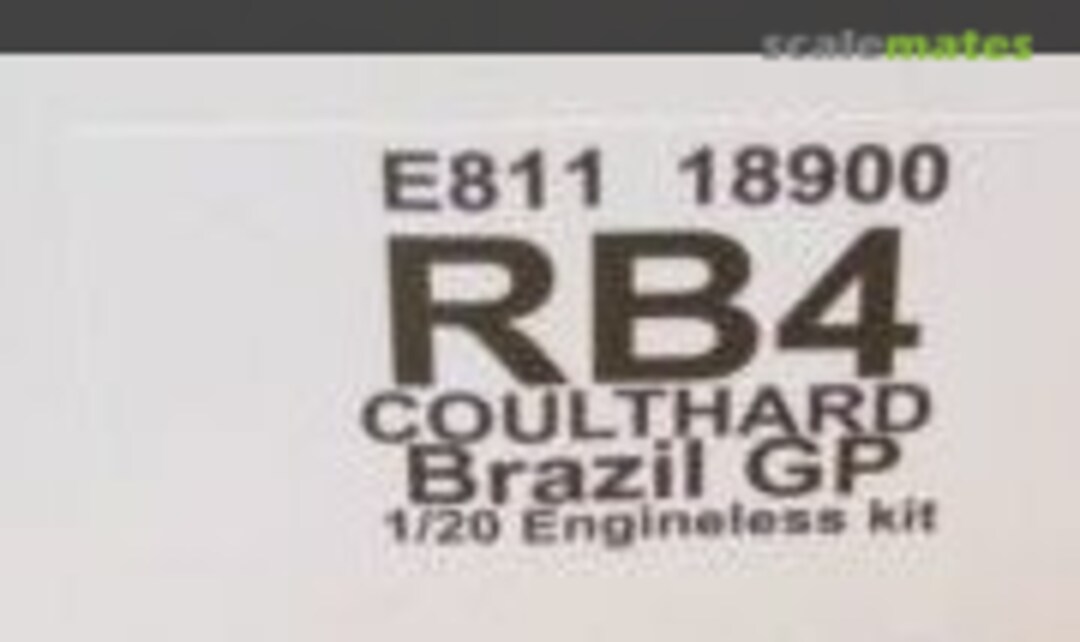 scalemates
E811 18900
RB4
COULTHARD
Brazil GP
1/20 Engineless kit